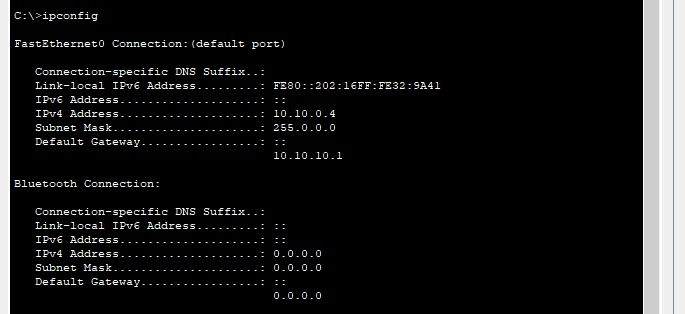 C:\>ipconfig
FastEthernet0 Connection:(default port)
Connection-specific DNS Suffix..:
Link-local IPv6 Address.........: FE80::202:16FF:FE32:9A41
IPv6 Address....................: ::
IPv4 Address....................: 10.10.0.4
Subnet Mask.....................: 255.0.0.0
Default Gateway.................: ::
10.10.10.1
Bluetooth Connection:
Connection-specific DNS Suffix..:
Link-local IPv6 Address.........: ::
IPv6 Address....................: ::
IPv4 Address....................: 0.0.0.0
Subnet Mask.....................: 0.0.0.0
Default Gateway.................: ::
0.0.0.0